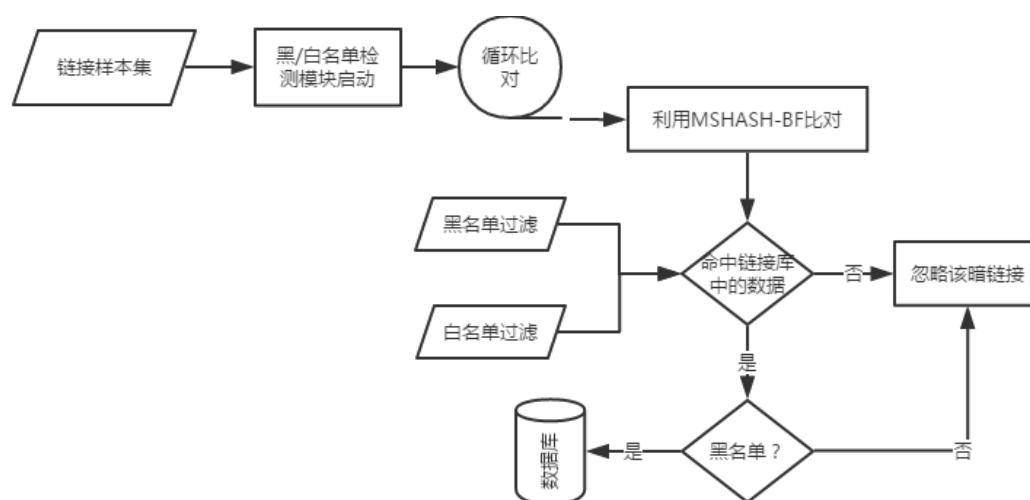 链接样本集
黑/白名单检
测模块启动
循环比
对
利用MSHASH-BF比对
黑名单过滤
命中链接库
中的数据
否
忽略该暗链接
白名单过滤
是
数据库
是
黑名单？
否